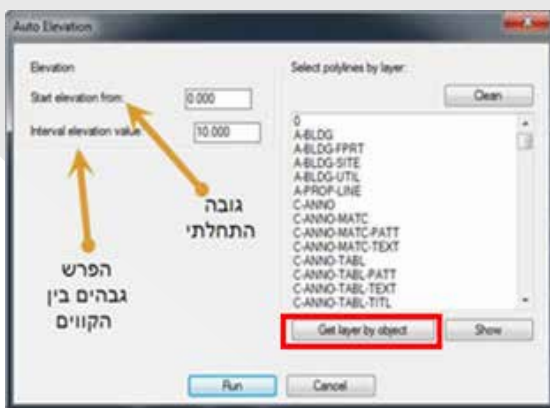 Auto Elevation
Elevation
Start elevation from:
0.000
Interval elevation value:
10.000
גובה
התחלתי
הפרש
גבהים בין
הקווים
Select polylines by layer:
Clean
0
A-BLDG
A-BLDG-FPRT
A-BLDG-SITE
A-BLDG-UTIL
A-PROP-LINE
C-ANNO
C-ANNO-MATC
C-ANNO-MATC-PATT
C-ANNO-MATC-TEXT
C-ANNO-TABL
C-ANNO-TABL-PATT
C-ANNO-TABL-TEXT
C-ANNO-TABL-TITL
Get layer by object
Show
Run
Cancel